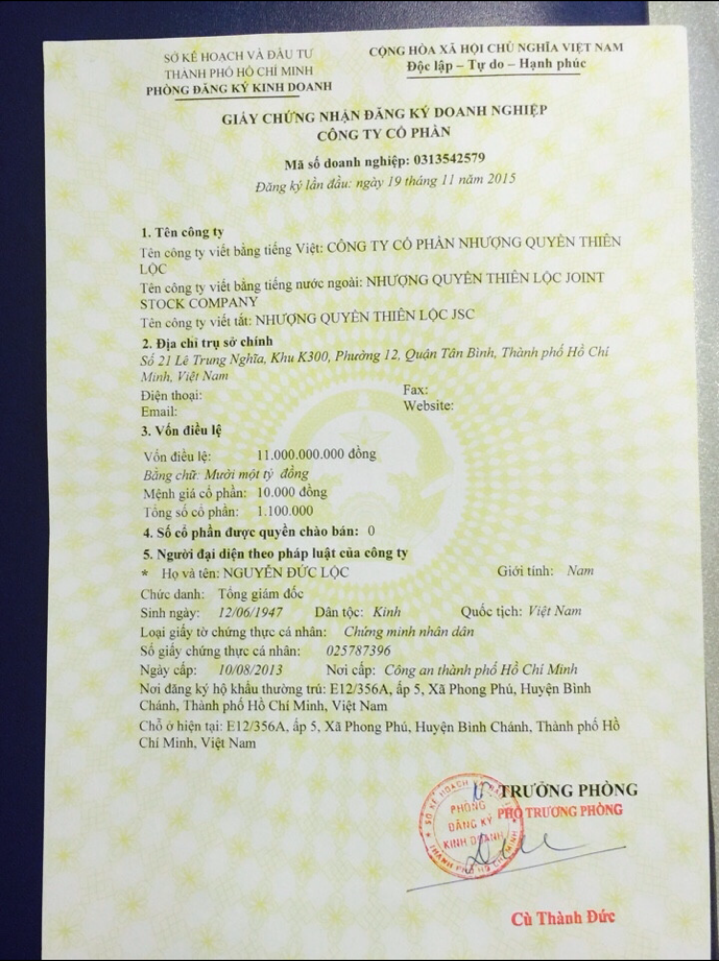 SỞ KẾ HOẠCH VÀ ĐẦU TƯ
THÀNH PHỐ HỒ CHÍ MINH
PHÒNG ĐĂNG KÝ KINH DOANH
CỘNG HÒA XÃ HỘI CHỦ NGHĨA VIỆT NAM
Độc lập – Tự do – Hạnh phúc
GIẤY CHỨNG NHẬN ĐĂNG KÝ DOANH NGHIỆP
CÔNG TY CỔ PHẦN
Mã số doanh nghiệp: 0313542579
Đăng ký lần đầu: ngày 19 tháng 11 năm 2015
1. Tên công ty
Tên công ty viết bằng tiếng Việt: CÔNG TY CỔ PHẦN NHƯỢNG QUYỀN THIÊN
LỘC
Tên công ty viết bằng tiếng nước ngoài: NHƯỢNG QUYỀN THIÊN LỘC JOINT
STOCK COMPANY
Tên công ty viết tắt: NHƯỢNG QUYỀN THIÊN LỘC JSC
2. Địa chỉ trụ sở chính
Số 21 Lê Trung Nghĩa, Khu K300, Phường 12, Quận Tân Bình, Thành phố Hồ Chí
Minh, Việt Nam
Điện thoại: Fax:
Email: Website:
3. Vốn điều lệ
Vốn điều lệ: 11.000.000.000 đồng
Bằng chữ: Mười một tỷ đồng
Mệnh giá cổ phần: 10.000 đồng
Tổng số cổ phần: 1.100.000
4. Số cổ phần được quyền chào bán: 0
5. Người đại diện theo pháp luật của công ty
* Họ và tên: NGUYỄN ĐỨC LỘC Giới tính: Nam
Chức danh: Tổng giám đốc
Sinh ngày: 12/06/1947 Dân tộc: Kinh Quốc tịch: Việt Nam
Loại giấy tờ chứng thực cá nhân: Chứng minh nhân dân
Số giấy chứng thực cá nhân: 025787396
Ngày cấp: 10/08/2013 Nơi cấp: Công an thành phố Hồ Chí Minh
Nơi đăng ký hộ khẩu thường trú: E12/356A, ấp 5, Xã Phong Phú, Huyện Bình
Chánh, Thành phố Hồ Chí Minh, Việt Nam
Chỗ ở hiện tại: E12/356A, ấp 5, Xã Phong Phú, Huyện Bình Chánh, Thành phố Hồ
Chí Minh, Việt Nam
TRƯỞNG PHÒNG
PHÓ TRƯỞNG PHÒNG
SỞ KẾ HOẠCH VÀ
PHÒNG
ĐĂNG KÝ
KINH DOANH
THÀNH PHỐ HỒ CHÍ MINH
Cù Thành Đức